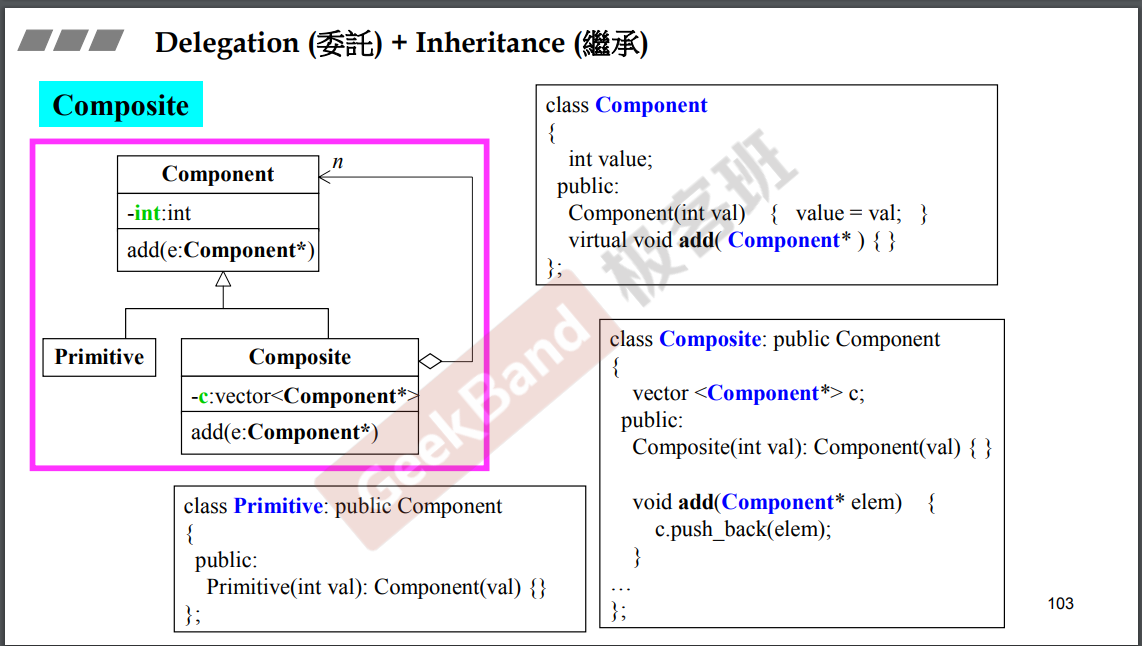 Delegation (委託) + Inheritance (繼承)
Composite
Component
n
-int:int
add(e:Component*)
Primitive
Composite
-c:vector<Component*>
add(e:Component*)
class Component
{
int value;
public:
Component(int val) { value = val; }
virtual void add( Component* ) { }
};
class Composite: public Component
{
vector <Component*> c;
public:
Composite(int val): Component(val) { }
void add(Component* elem) {
c.push_back(elem);
}
…
};
class Primitive: public Component
{
public:
Primitive(int val): Component(val) {}
};
GeekBand 极客班
103